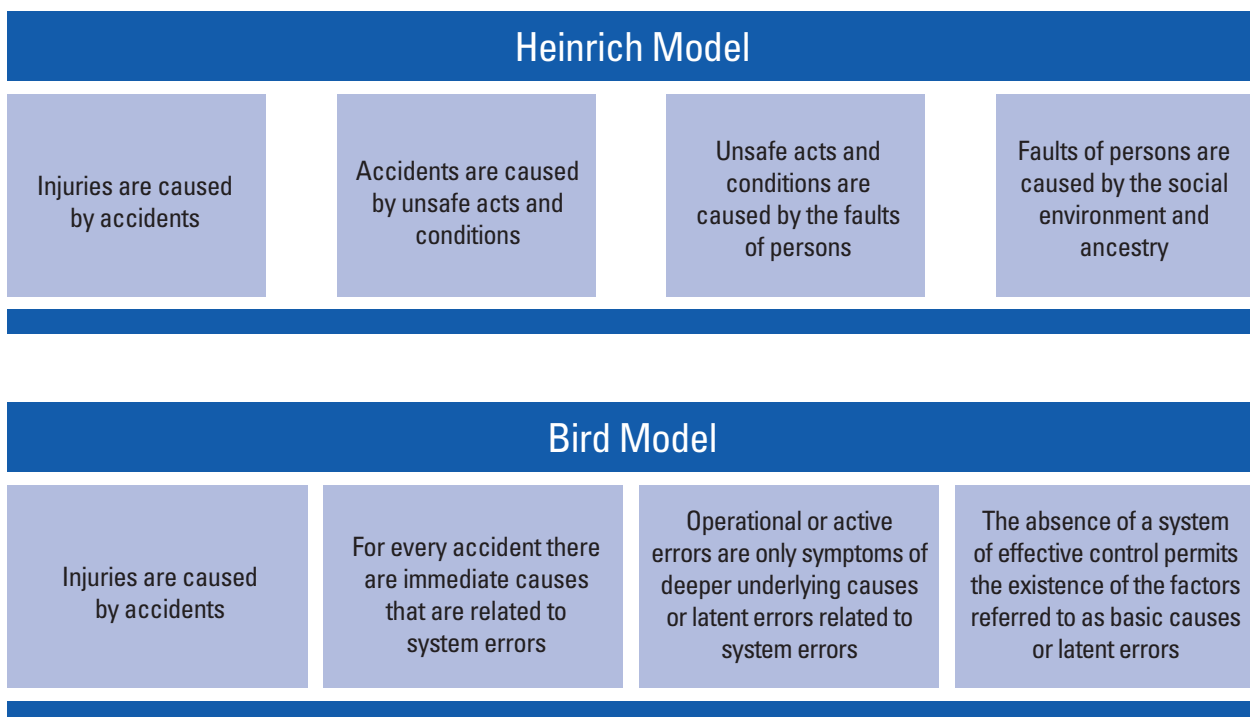 Heinrich Model
Injuries are caused
by accidents
Accidents are caused
by unsafe acts and
conditions
Unsafe acts and
conditions are
caused by the faults
of persons
Faults of persons are
caused by the social
environment and
ancestry
Bird Model
Injuries are caused
by accidents
For every accident there
are immediate causes
that are related to
system errors
Operational or active
errors are only symptoms of
deeper underlying causes
or latent errors related to
system errors
The absence of a system
of effective control permits
the existence of the factors
referred to as basic causes
or latent errors